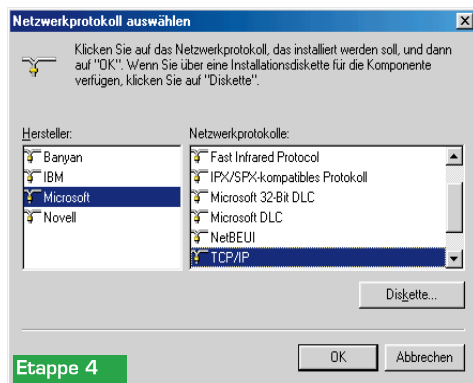 Netzwerkprotokoll auswählen
Klicken Sie auf das Netzwerkprotokoll, das installiert werden soll, und dann
auf "OK". Wenn Sie über eine Installationsdiskette für die Komponente
verfügen, klicken Sie auf "Diskette".
Hersteller:
Banyan
IBM
Microsoft
Novell
Netzwerkprotokolle:
Fast Infrared Protocol
IPX/SPX-kompatibles Protokoll
Microsoft 32-Bit DLC
Microsoft DLC
NetBEUI
TCP/IP
Diskette...
OK
Abbrechen
Etappe 4